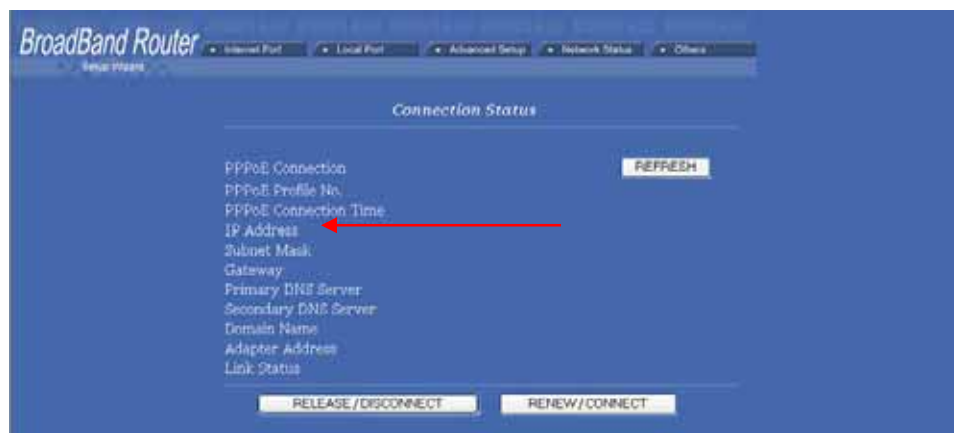 BroadBand Router
Internet Port Local Port Advanced Setup Network Status Others
Setup Wizard
Connection Status
PPPoE Connection REFRESH
PPPoE Profile No.
PPPoE Connection Time
IP Address
Subnet Mask
Gateway
Primary DNS Server
Secondary DNS Server
Domain Name
Adapter Address
Link Status
RELEASE/DISCONNECT RENEW/CONNECT